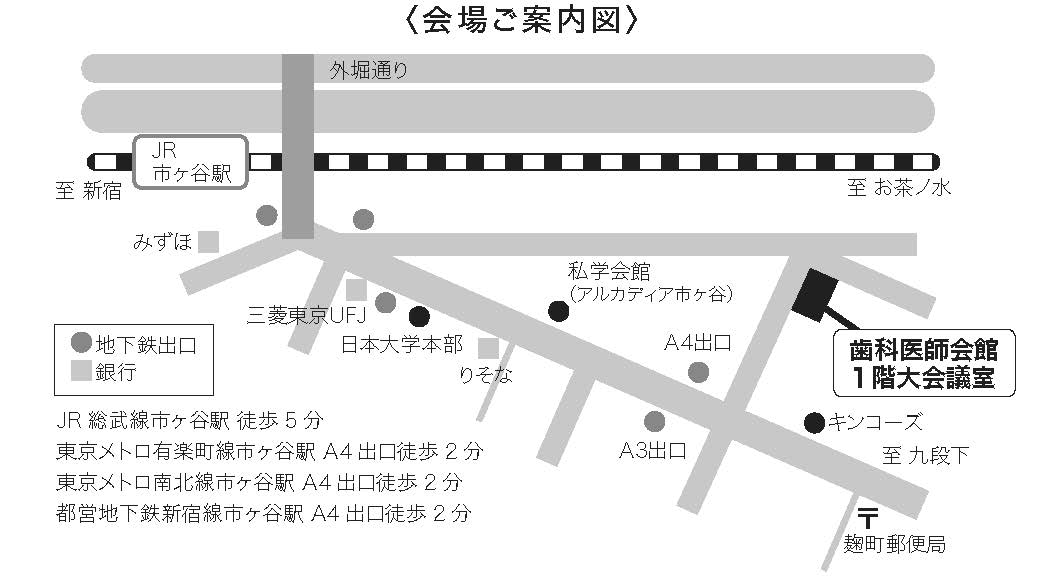 〈会場ご案内図〉
外堀通り
JR
市ヶ谷駅
至 新宿
至 お茶ノ水
みずほ
私学会館
（アルカディア市ヶ谷）
三菱東京UFJ
日本大学本部
りそな
A4出口
歯科医師会館
1階大会議室
地下鉄出口
銀行
A3出口
キンコーズ
至 九段下
JR 総武線市ヶ谷駅 徒歩 5 分
東京メトロ有楽町線市ヶ谷駅 A4 出口徒歩 2 分
東京メトロ南北線市ヶ谷駅 A4 出口徒歩 2 分
都営地下鉄新宿線市ヶ谷駅 A4 出口徒歩 2 分
〒
麹町郵便局